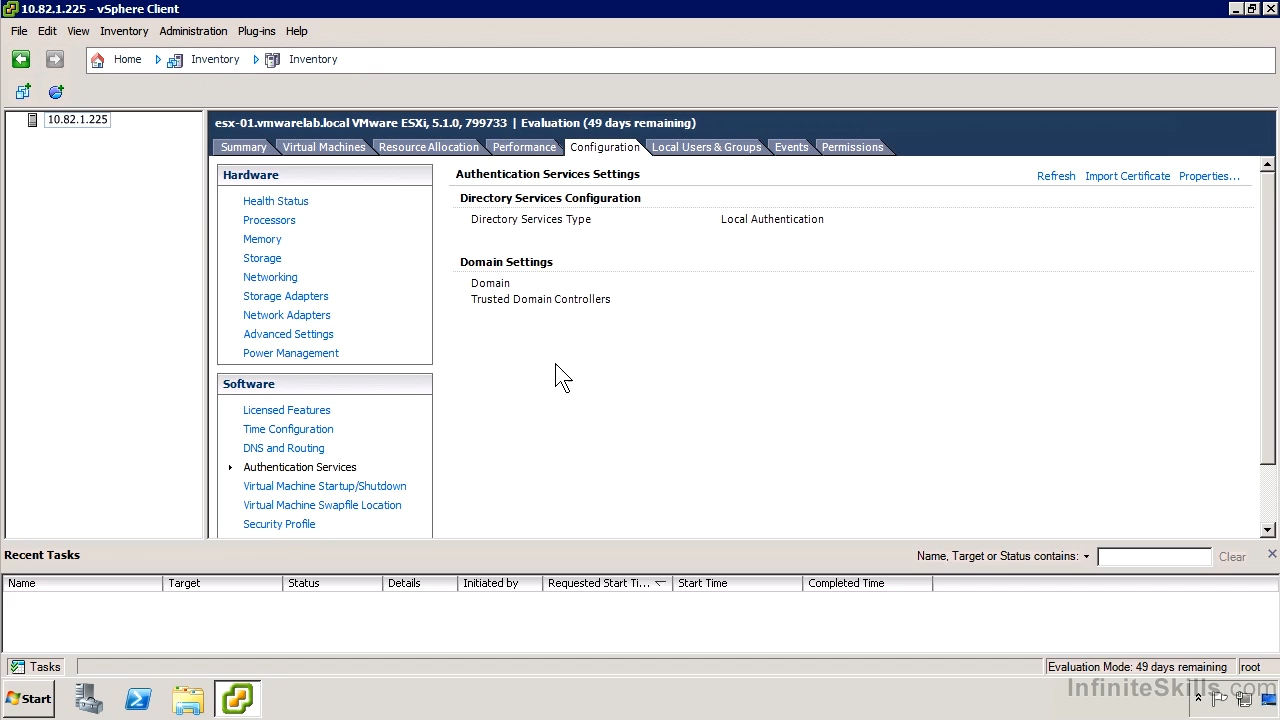 10.82.1.225 - vSphere Client
File Edit View Inventory Administration Plug-ins Help
Home Inventory Inventory
10.82.1.225
esx-01.vmwarelab.local VMware ESXi, 5.1.0, 799733 | Evaluation (49 days remaining)
Summary Virtual Machines Resource Allocation Performance Configuration Local Users & Groups Events Permissions
Hardware
Health Status
Processors
Memory
Storage
Networking
Storage Adapters
Network Adapters
Advanced Settings
Power Management
Software
Licensed Features
Time Configuration
DNS and Routing
Authentication Services
Virtual Machine Startup/Shutdown
Virtual Machine Swapfile Location
Security Profile
Authentication Services Settings
Refresh Import Certificate Properties...
Directory Services Configuration
Directory Services Type Local Authentication
Domain Settings
Domain
Trusted Domain Controllers
Recent Tasks
Name, Target or Status contains: Clear
Name Target Status Details Initiated by Requested Start Ti... Start Time Completed Time
Tasks
Evaluation Mode: 49 days remaining root
Start
InfiniteSkills.com